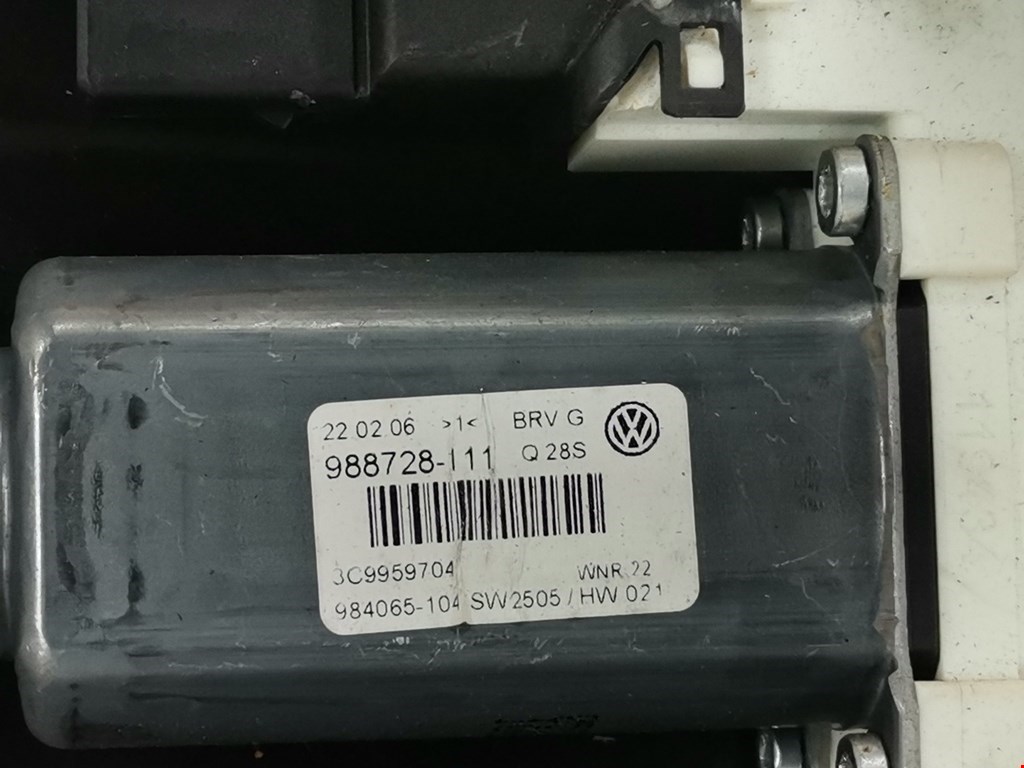 22 02 06 >1< BRV G
988728-111 Q 28S
3C9959704 WNR.22
984065-104 SW2505 / HW 021